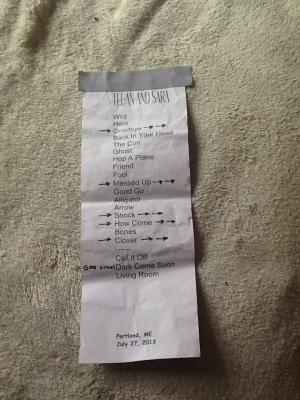 TEGAN AND SARA
Wild
Hero
→ Goodbye → →
Back In Your Head
The Con
Ghost
Hop A Plane
Friend
Fool
→ Messed Up → →
Good Go
Alligator
Arrow
→ Shock → →
→ How Come → →
Bones
→ Closer → →
------
Call it Off
Dark Come Soon
Living Room
Portland, ME
July 27, 2013